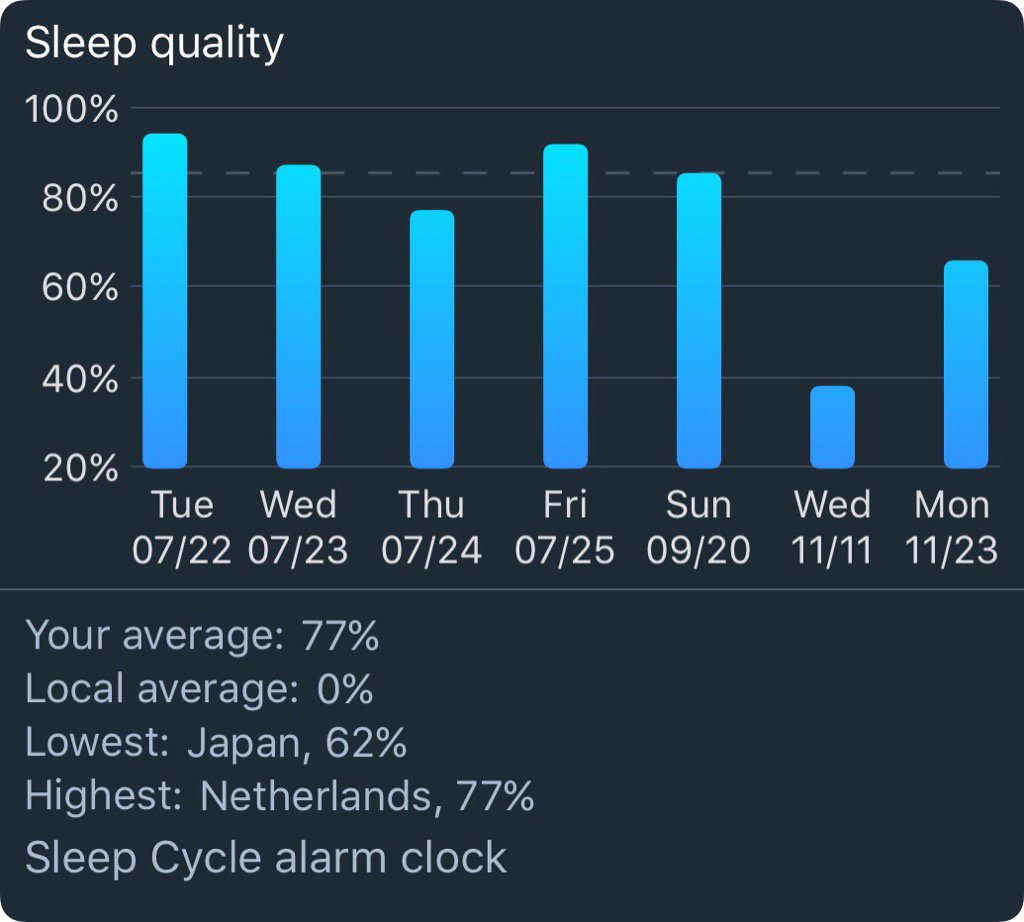 Sleep quality
100%
80%
60%
40%
20%
Tue Wed Thu Fri Sun Wed Mon
07/22 07/23 07/24 07/25 09/20 11/11 11/23
Your average: 77%
Local average: 0%
Lowest: Japan, 62%
Highest: Netherlands, 77%
Sleep Cycle alarm clock